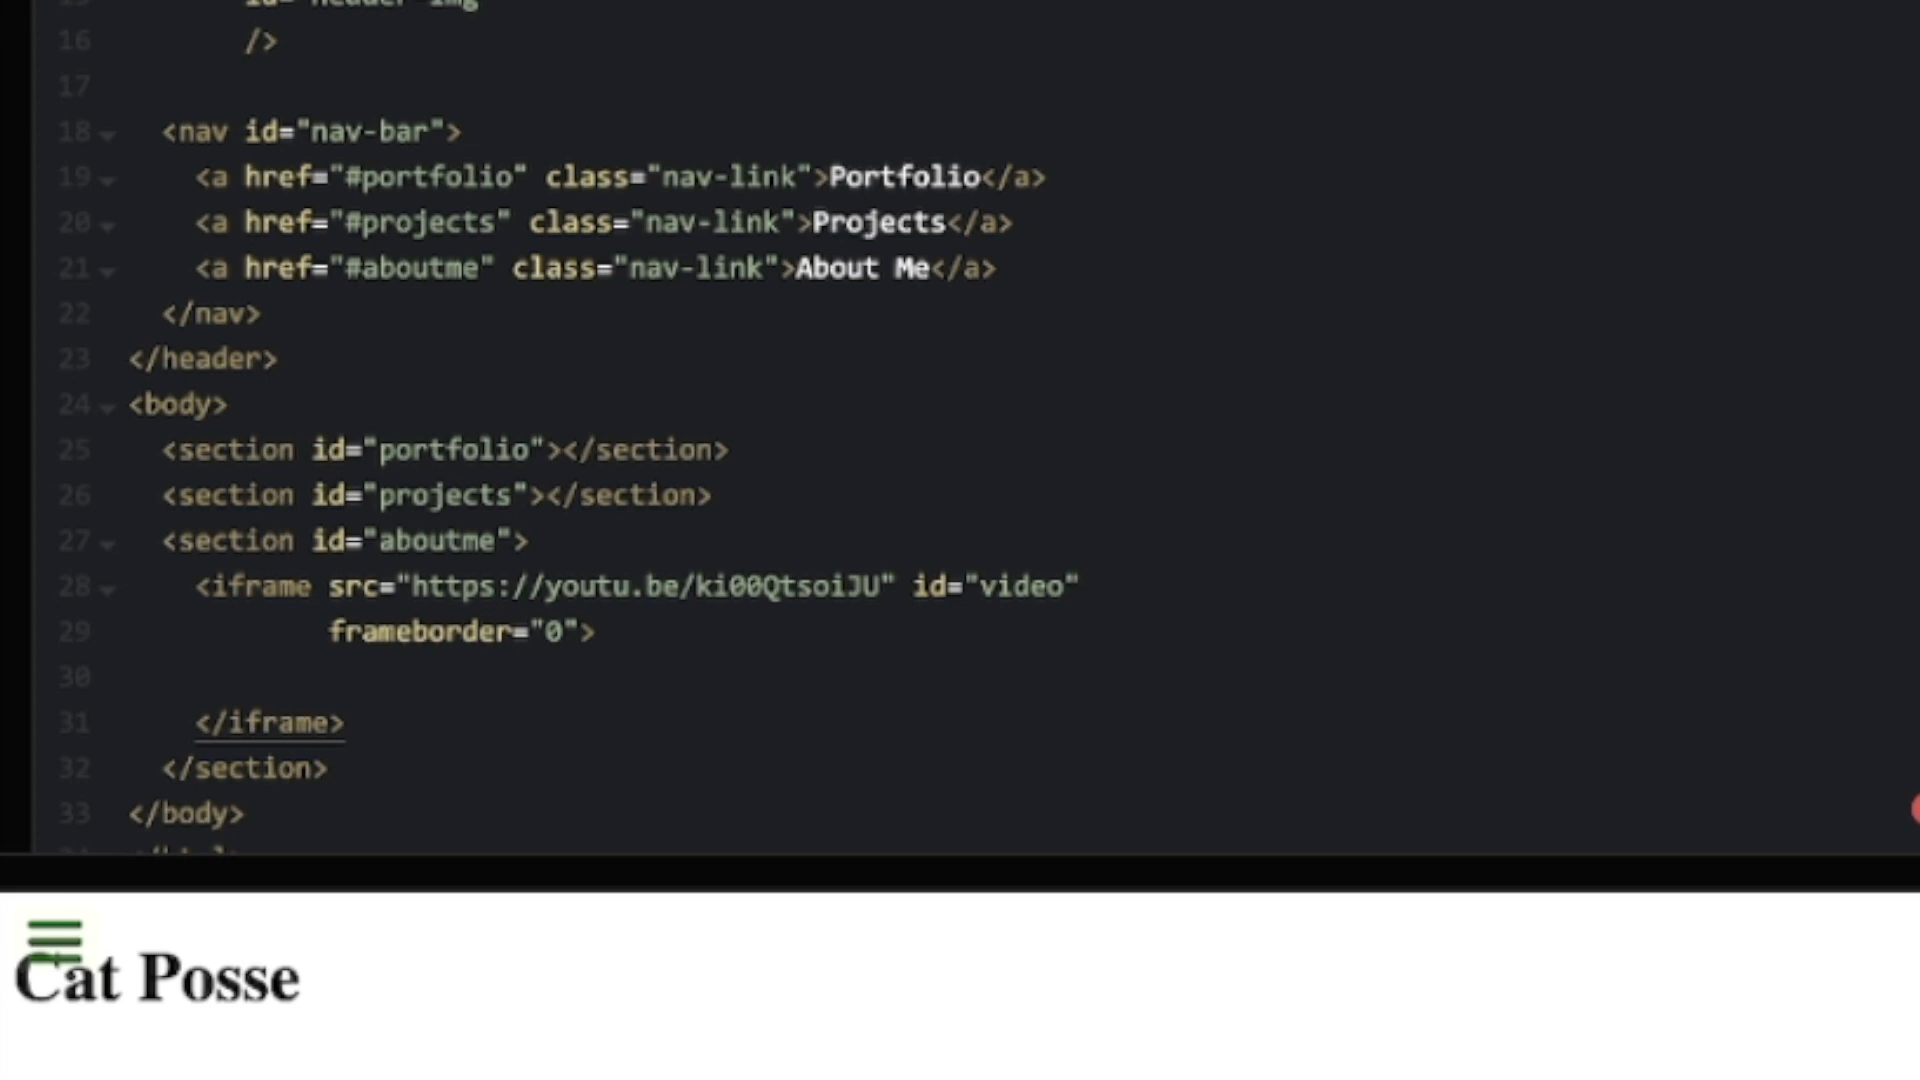 id="header-img"
16 />
17
18 <nav id="nav-bar">
19 <a href="#portfolio" class="nav-link">Portfolio</a>
20 <a href="#projects" class="nav-link">Projects</a>
21 <a href="#aboutme" class="nav-link">About Me</a>
22 </nav>
23 </header>
24 <body>
25 <section id="portfolio"></section>
26 <section id="projects"></section>
27 <section id="aboutme">
28 <iframe src="https://youtu.be/ki00QtsoiJU" id="video"
29 frameborder="0">
30
31 </iframe>
32 </section>
33 </body>
Cat Posse